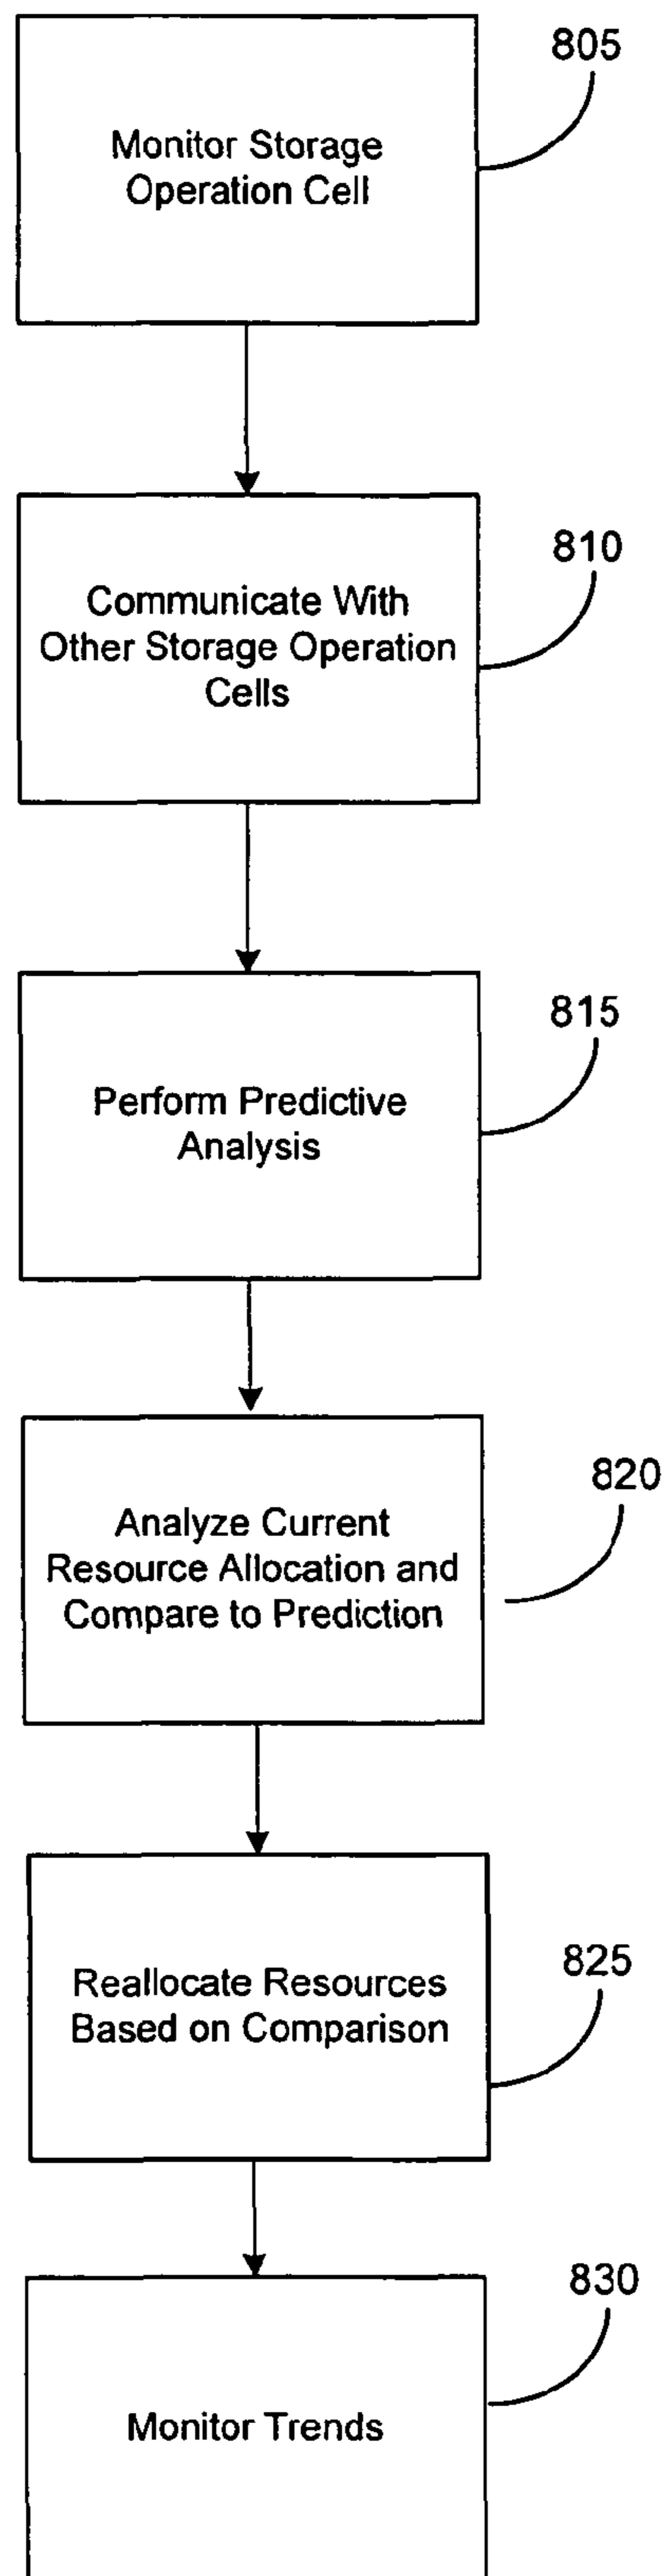 805
Monitor Storage
Operation Cell
810
Communicate With
Other Storage Operation
Cells
815
Perform Predictive
Analysis
820
Analyze Current
Resource Allocation and
Compare to Prediction
825
Reallocate Resources
Based on Comparison
830
Monitor Trends